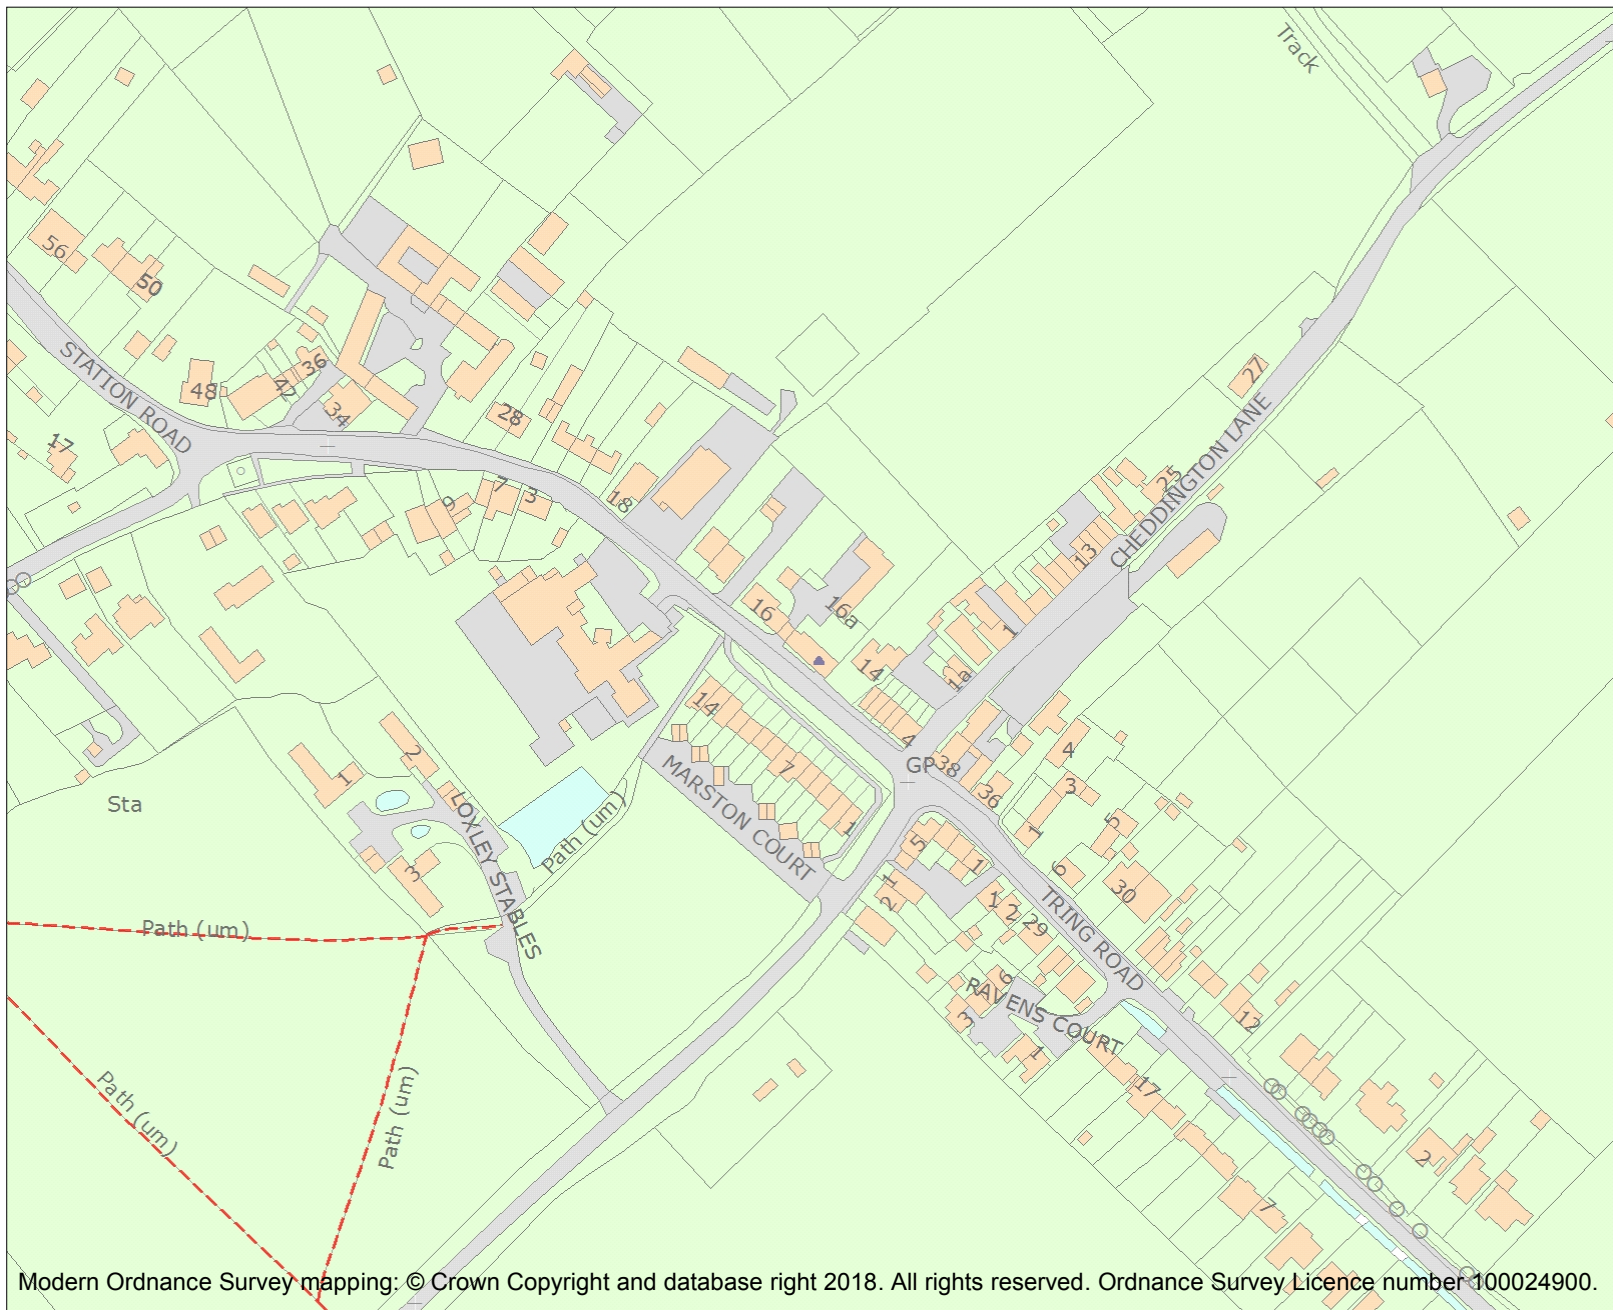 Track
56
50
STATION ROAD
48
42
36
34
28
17
9
7
3
18
27
CHEDDINGTON LANE
25
13
16
16a
1
14
1a
14
4
GP
38
36
7
1
MARSTON COURT
4
3
1
5
6
30
2
1
LOXLEY STABLES
3
Sta
Path (um)
Path (um)
5
1
1
2
1
2
29
TRING ROAD
6
3
RAVENS COURT
1
12
17
2
7
Path (um)
Path (um)
Modern Ordnance Survey mapping: © Crown Copyright and database right 2018. All rights reserved. Ordnance Survey Licence number 100024900.